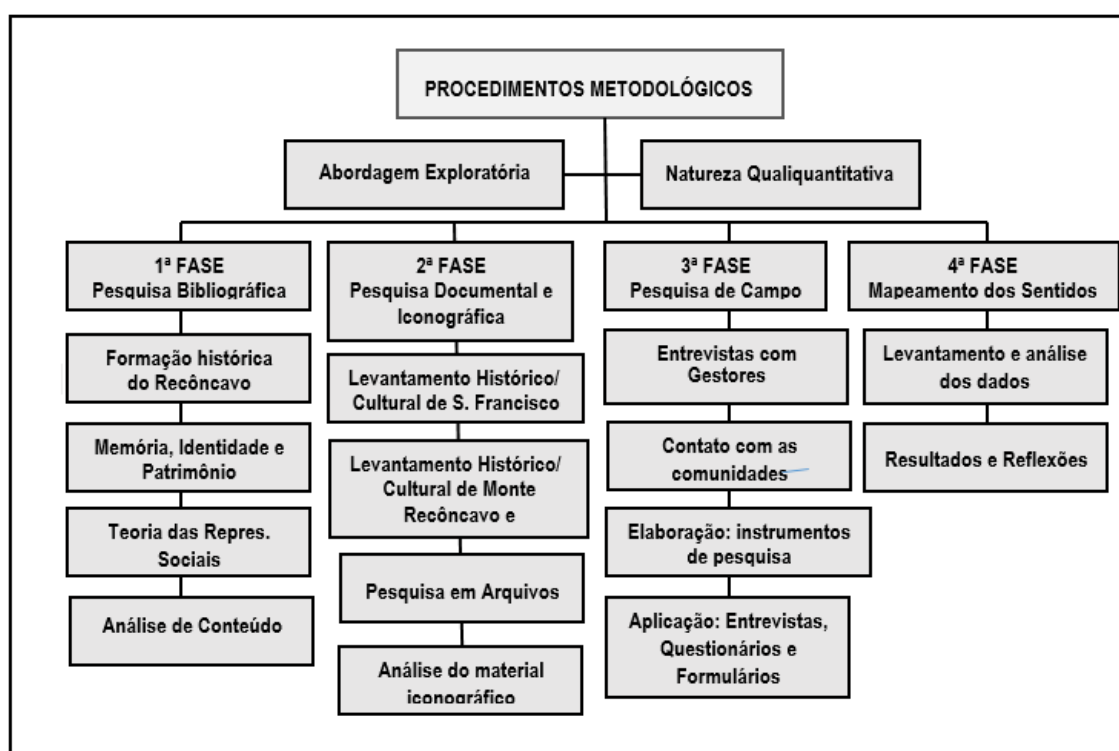 PROCEDIMENTOS METODOLÓGICOS
Abordagem Exploratória
Natureza Qualiquantitativa
1ª FASE
Pesquisa Bibliográfica
Formação histórica
do Recôncavo
Memória, Identidade e
Patrimônio
Teoria das Repres.
Sociais
Análise de Conteúdo
2ª FASE
Pesquisa Documental e
Iconográfica
Levantamento Histórico/
Cultural de S. Francisco
Levantamento Histórico/
Cultural de Monte
Recôncavo e
Pesquisa em Arquivos
Análise do material
iconográfico
3ª FASE
Pesquisa de Campo
Entrevistas com
Gestores
Contato com as
comunidades
Elaboração: instrumentos
de pesquisa
Aplicação: Entrevistas,
Questionários e
Formulários
4ª FASE
Mapeamento dos Sentidos
Levantamento e análise
dos dados
Resultados e Reflexões